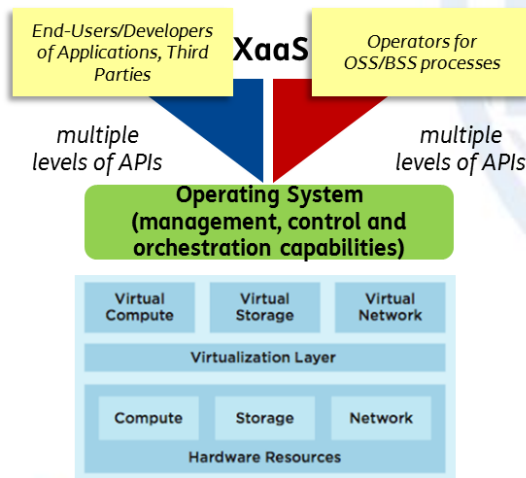 End-Users/Developers
of Applications, Third
Parties
XaaS
Operators for
OSS/BSS processes
multiple
levels of APIs
multiple
levels of APIs
Operating System
(management, control and
orchestration capabilities)
Virtual
Compute
Virtual
Storage
Virtual
Network
Virtualization Layer
Compute
Storage
Network
Hardware Resources